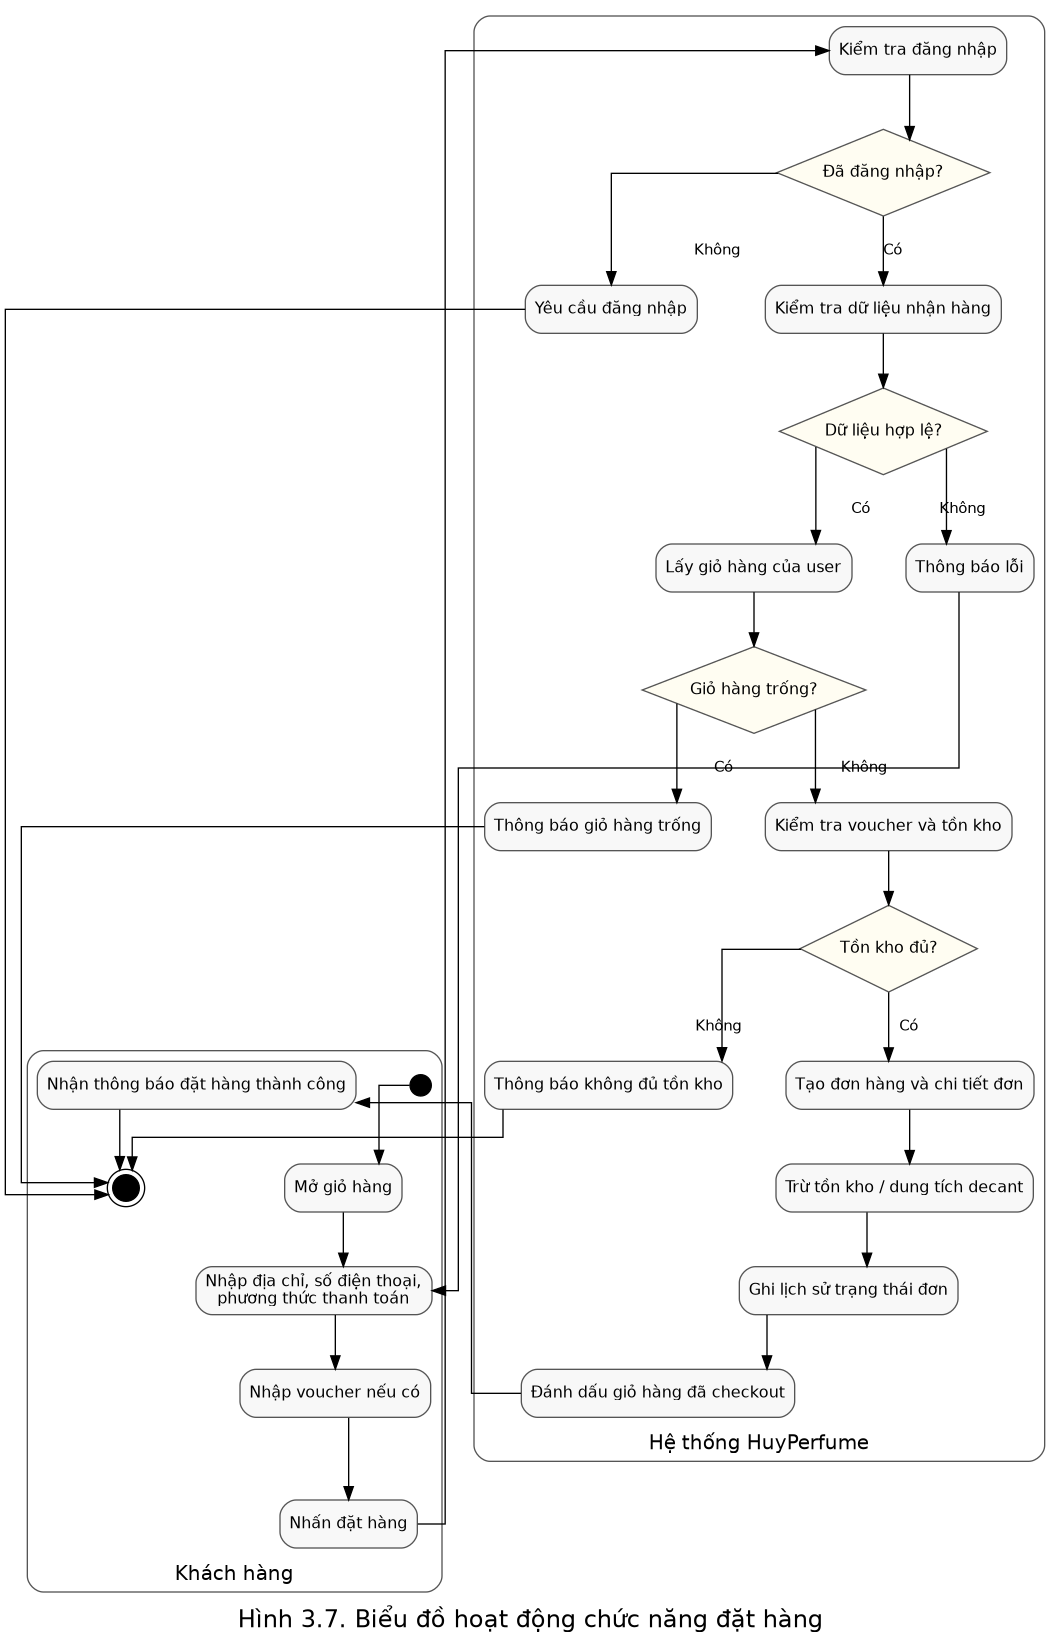 Kiểm tra đăng nhập
Đã đăng nhập?
Không
Có
Yêu cầu đăng nhập
Kiểm tra dữ liệu nhận hàng
Dữ liệu hợp lệ?
Có
Không
Lấy giỏ hàng của user
Thông báo lỗi
Giỏ hàng trống?
Có
Không
Thông báo giỏ hàng trống
Kiểm tra voucher và tồn kho
Tồn kho đủ?
Không
Có
Nhận thông báo đặt hàng thành công
Thông báo không đủ tồn kho
Tạo đơn hàng và chi tiết đơn
Mở giỏ hàng
Trừ tồn kho / dung tích decant
Nhập địa chỉ, số điện thoại,
phương thức thanh toán
Ghi lịch sử trạng thái đơn
Nhập voucher nếu có
Đánh dấu giỏ hàng đã checkout
Hệ thống HuyPerfume
Nhấn đặt hàng
Khách hàng
Hình 3.7. Biểu đồ hoạt động chức năng đặt hàng